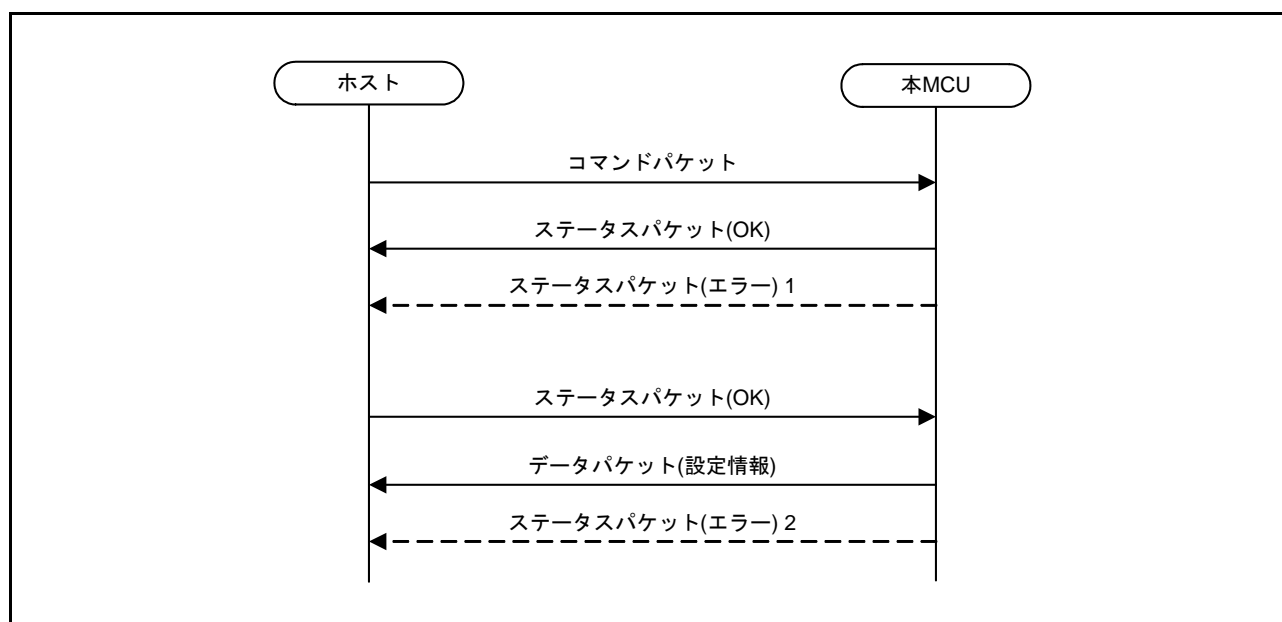 ホスト
本MCU
コマンドパケット
ステータスパケット(OK)
ステータスパケット(エラー) 1
ステータスパケット(OK)
データパケット(設定情報)
ステータスパケット(エラー) 2